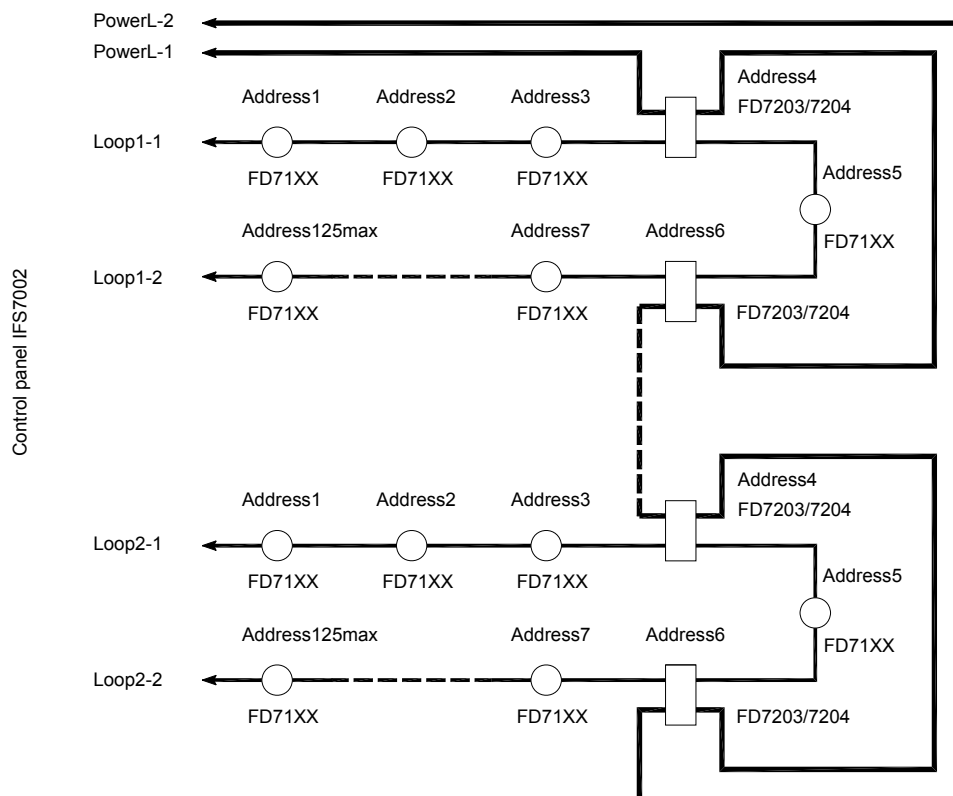 PowerL-2
PowerL-1
Address1 Address2 Address3 Address4
FD7203/7204
Loop1-1
FD71XX FD71XX FD71XX
Address5
FD71XX
Address125max Address7 Address6
Loop1-2
FD71XX FD71XX FD7203/7204
Control panel IFS7002
Address1 Address2 Address3 Address4
FD7203/7204
Loop2-1
FD71XX FD71XX FD71XX
Address5
FD71XX
Address125max Address7 Address6
Loop2-2
FD71XX FD71XX FD7203/7204